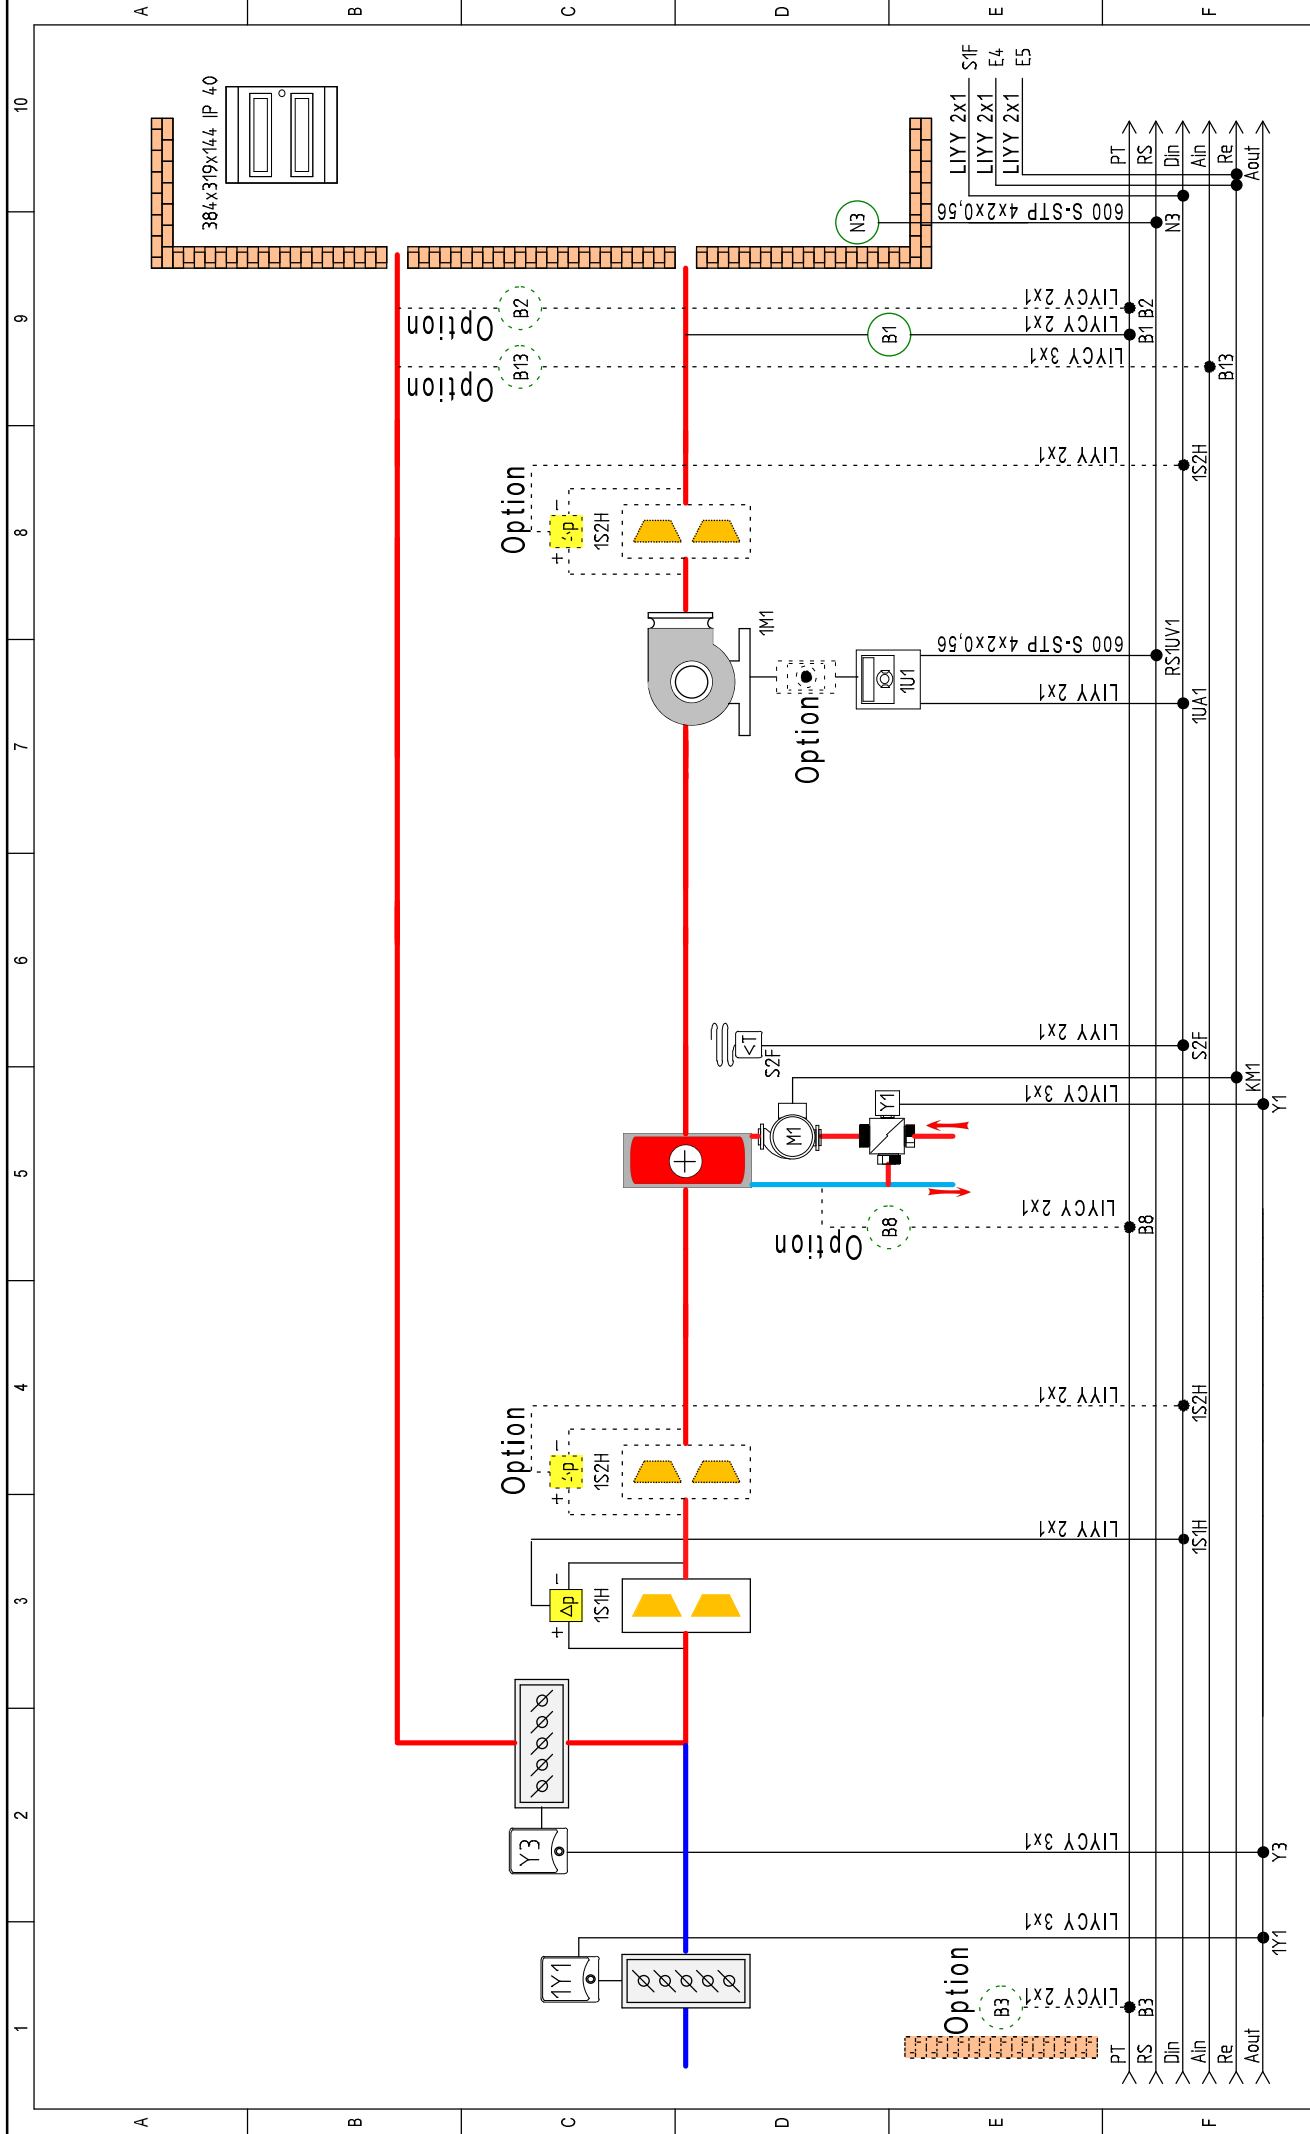 A
B
C
D
E
F
10
9
8
7
6
5
4
3
2
1
384x319x144 IP 40
LIYY 2x1
S1F
LIYY 2x1
E4
LIYY 2x1
E5
PT
RS
Din
Ain
Re
Aout
N3
600 S-STP 4x2x0,56
N3
Option
B2
LIYCY 2x1
B2
B1
LIYCY 2x1
B1
Option
B13
LIYCY 3x1
B13
Option
+
-
1S2H
LIYY 2x1
1S2H
1M1
Option
1U1
600 S-STP 4x2x0,56
RS1UV1
LIYY 2x1
1UA1
<T
S2F
LIYY 2x1
S2F
M1
KM1
Y1
LIYCY 3x1
Y1
Option
B8
LIYCY 2x1
B8
Option
+
-
1S2H
LIYY 2x1
1S2H
+
Δp
-
1S1H
LIYY 2x1
1S1H
Y3
LIYCY 3x1
Y3
1Y1
LIYCY 3x1
1Y1
Option
B3
LIYCY 2x1
B3
PT
RS
Din
Ain
Re
Aout
A
B
C
D
E
F